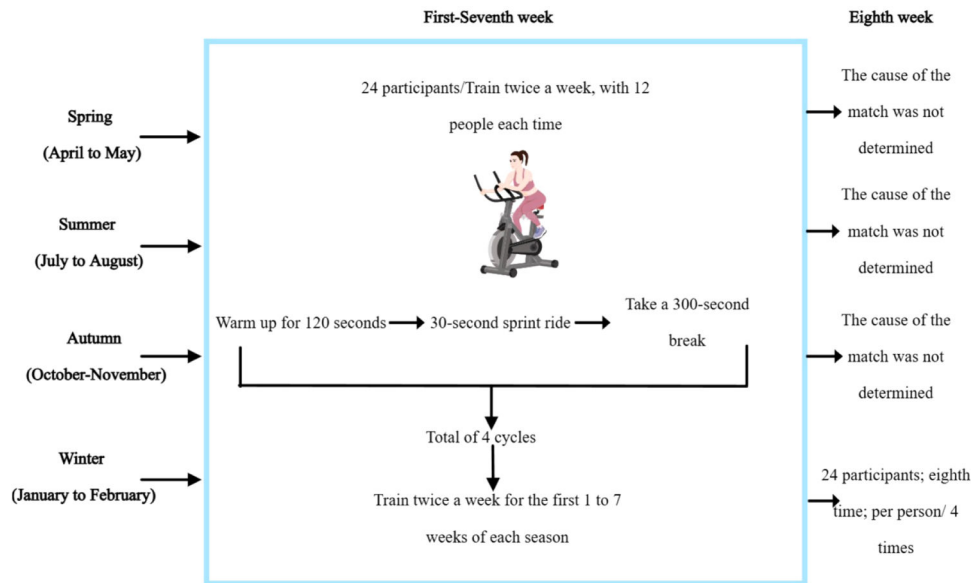 First-Seventh week
Eighth week
Spring
(April to May)
Summer
(July to August)
Autumn
(October-November)
Winter
(January to February)
24 participants/Train twice a week, with 12
people each time
Warm up for 120 seconds
30-second sprint ride
Take a 300-second
break
Total of 4 cycles
Train twice a week for the first 1 to 7
weeks of each season
The cause of the
match was not
determined
The cause of the
match was not
determined
The cause of the
match was not
determined
24 participants; eighth
time; per person/ 4
times